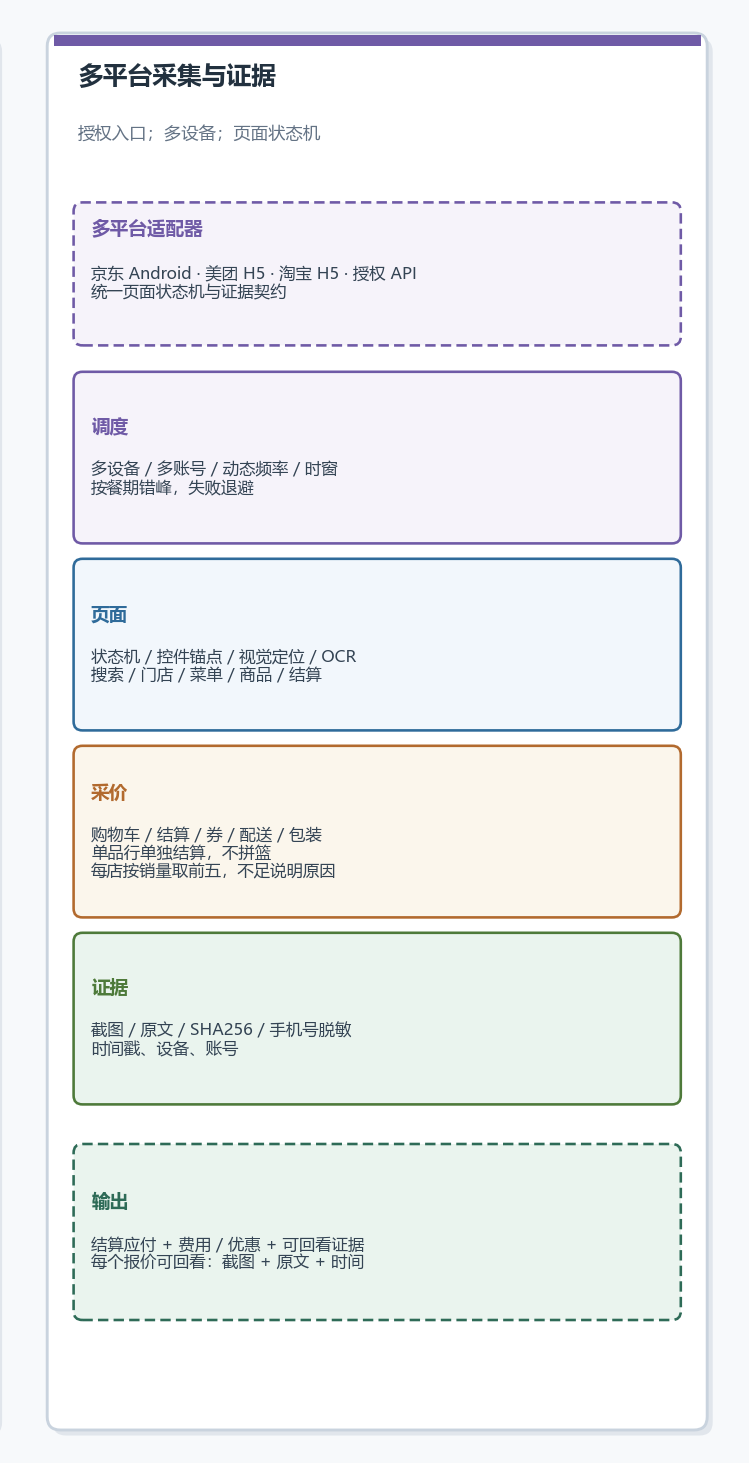 多平台采集与证据
授权入口；多设备；页面状态机
多平台适配器
京东 Android · 美团 H5 · 淘宝 H5 · 授权 API
统一页面状态机与证据契约
调度
多设备 / 多账号 / 动态频率 / 时窗
按餐期错峰，失败退避
页面
状态机 / 控件锚点 / 视觉定位 / OCR
搜索 / 门店 / 菜单 / 商品 / 结算
采价
购物车 / 结算 / 券 / 配送 / 包装
单品行单独结算，不拼篮
每店按销量取前五，不足说明原因
证据
截图 / 原文 / SHA256 / 手机号脱敏
时间戳、设备、账号
输出
结算应付 + 费用 / 优惠 + 可回看证据
每个报价可回看：截图 + 原文 + 时间